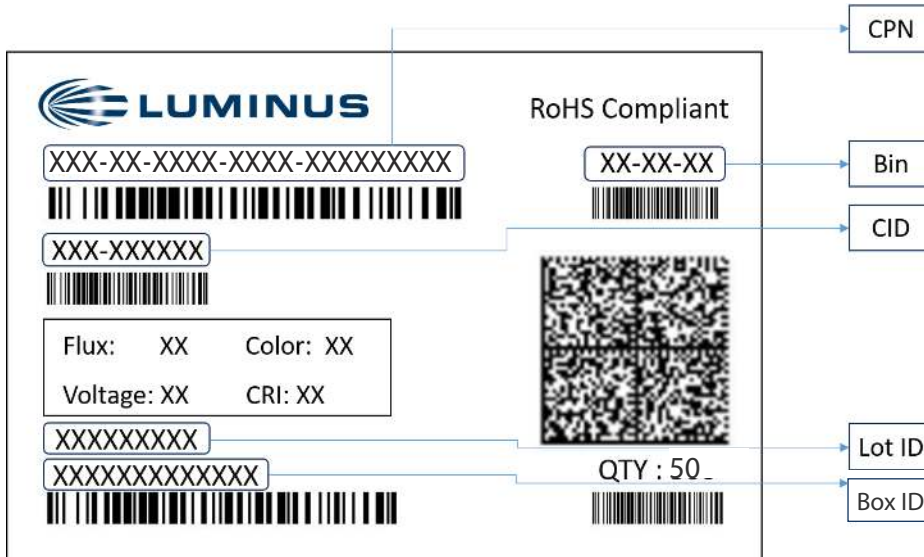 CPN
LUMINUS
RoHS Compliant
XXX-XX-XXXX-XXXX-XXXXXXXXX
XX-XX-XX
Bin
CID
XXX-XXXXXX
Flux: XX Color: XX
Voltage: XX CRI: XX
XXXXXXXXX
Lot ID
XXXXXXXXXXXXX
QTY : 50
Box ID